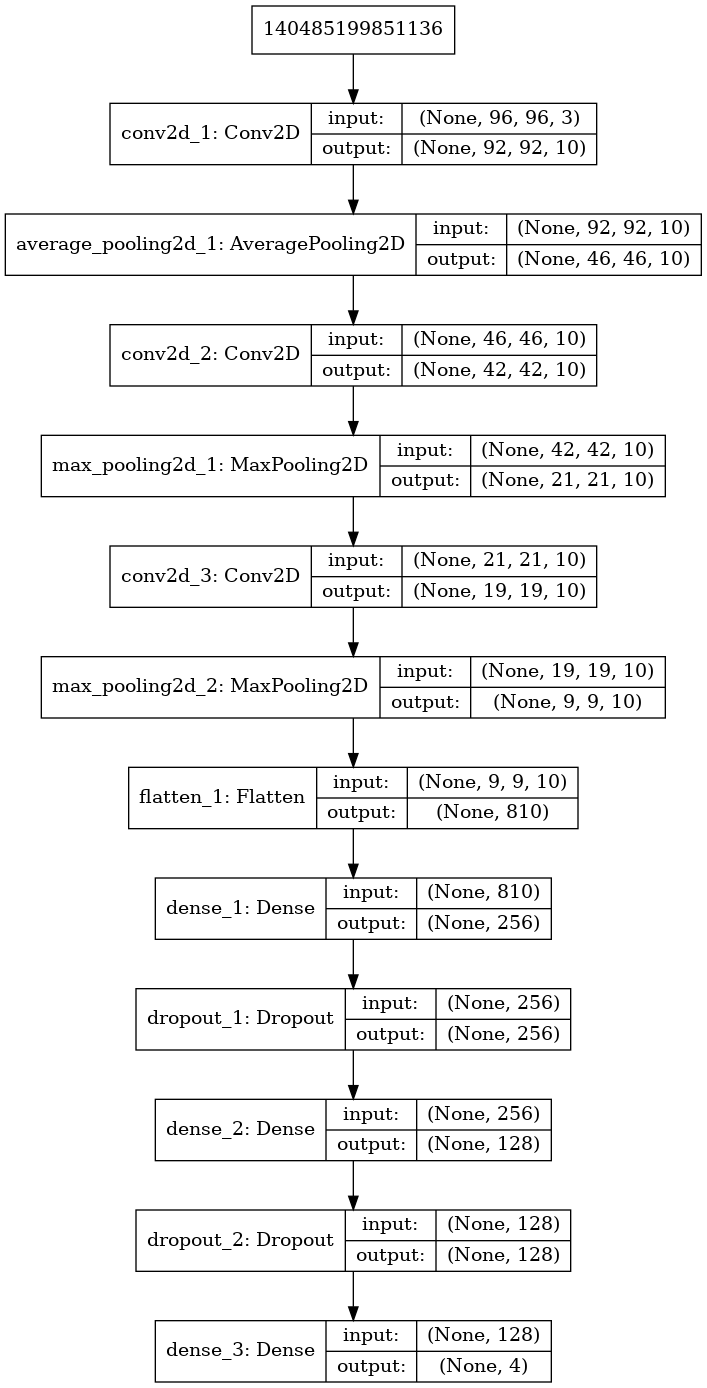 140485199851136
conv2d_1: Conv2D
input: (None, 96, 96, 3)
output: (None, 92, 92, 10)
average_pooling2d_1: AveragePooling2D
input: (None, 92, 92, 10)
output: (None, 46, 46, 10)
conv2d_2: Conv2D
input: (None, 46, 46, 10)
output: (None, 42, 42, 10)
max_pooling2d_1: MaxPooling2D
input: (None, 42, 42, 10)
output: (None, 21, 21, 10)
conv2d_3: Conv2D
input: (None, 21, 21, 10)
output: (None, 19, 19, 10)
max_pooling2d_2: MaxPooling2D
input: (None, 19, 19, 10)
output: (None, 9, 9, 10)
flatten_1: Flatten
input: (None, 9, 9, 10)
output: (None, 810)
dense_1: Dense
input: (None, 810)
output: (None, 256)
dropout_1: Dropout
input: (None, 256)
output: (None, 256)
dense_2: Dense
input: (None, 256)
output: (None, 128)
dropout_2: Dropout
input: (None, 128)
output: (None, 128)
dense_3: Dense
input: (None, 128)
output: (None, 4)